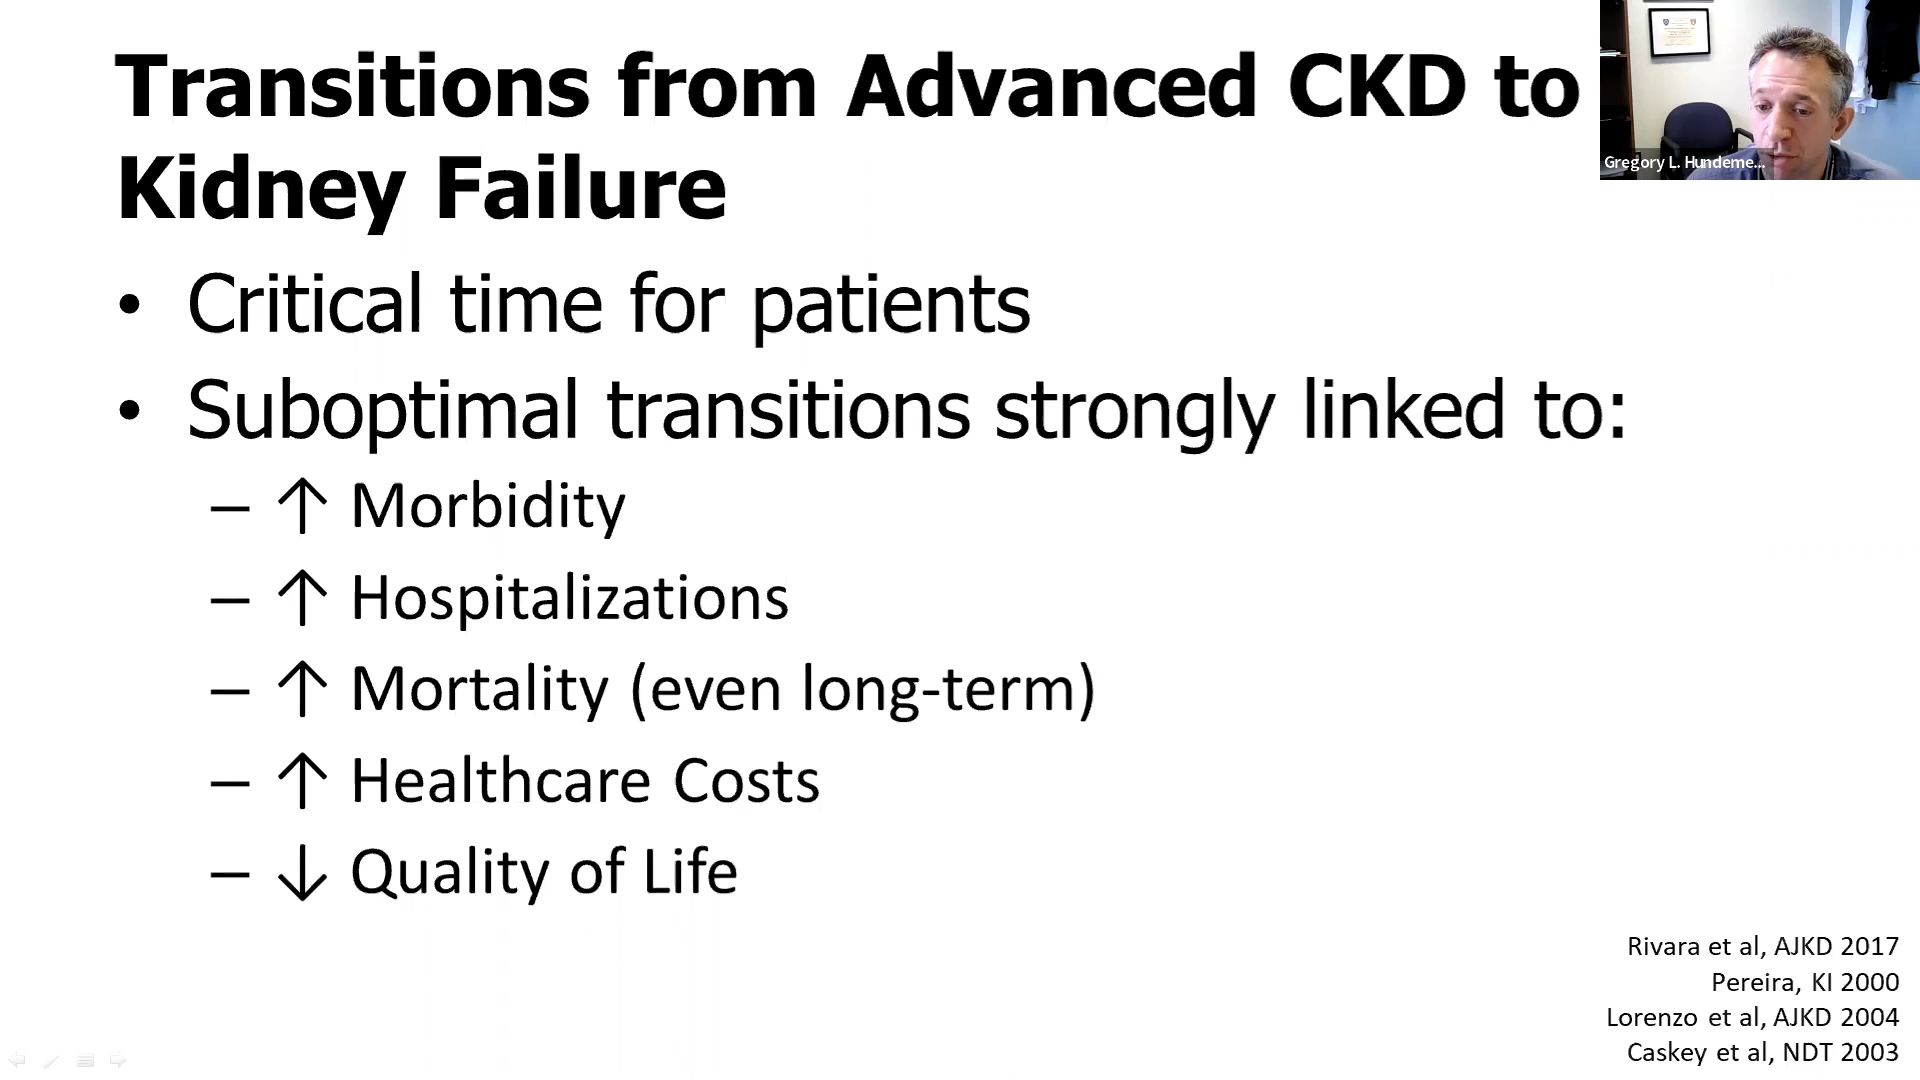 Transitions from Advanced CKD to
Kidney Failure
• Critical time for patients
• Suboptimal transitions strongly linked to:
– ↑ Morbidity
– ↑ Hospitalizations
– ↑ Mortality (even long-term)
– ↑ Healthcare Costs
– ↓ Quality of Life
Rivara et al, AJKD 2017
Pereira, KI 2000
Lorenzo et al, AJKD 2004
Caskey et al, NDT 2003
Gregory L. Hundeme...